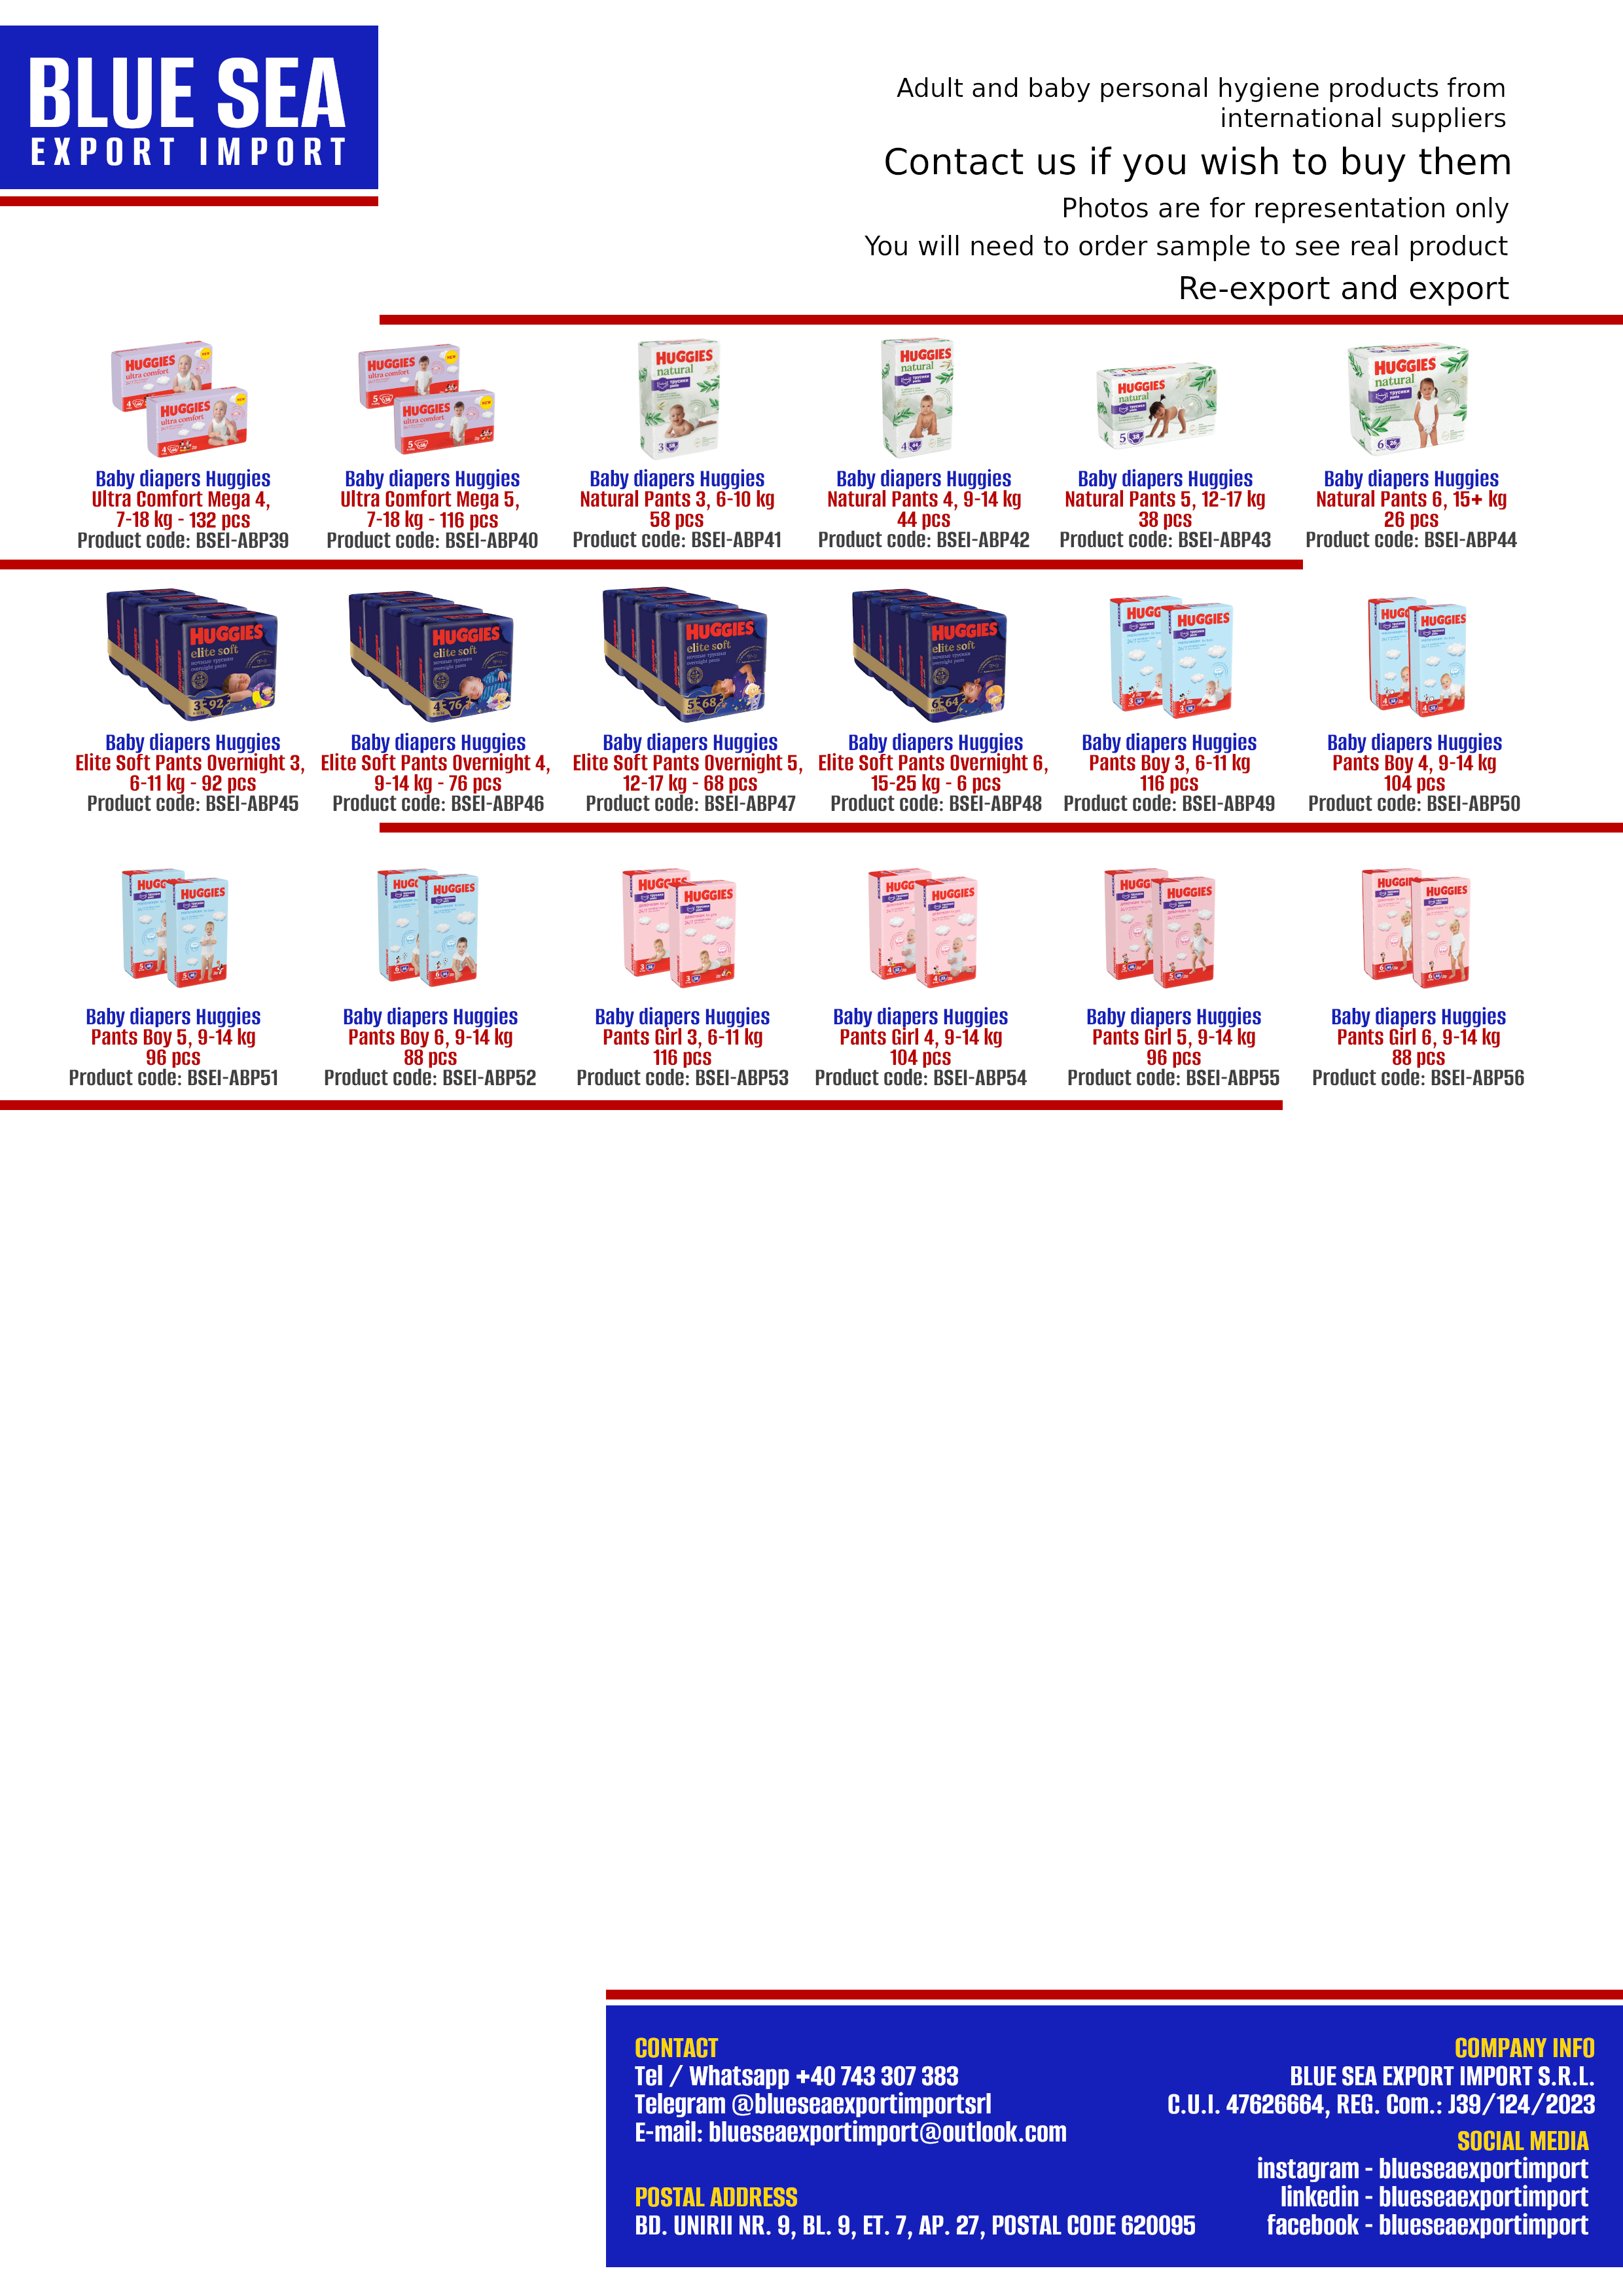 BLUE SEA
EXPORT IMPORT
Adult and baby personal hygiene products from
international suppliers
Contact us if you wish to buy them
Photos are for representation only
You will need to order sample to see real product
Re-export and export
Baby diapers Huggies
Ultra Comfort Mega 4,
7-18 kg - 132 pcs
Product code: BSEI-ABP39
Baby diapers Huggies
Ultra Comfort Mega 5,
7-18 kg - 116 pcs
Product code: BSEI-ABP40
Baby diapers Huggies
Natural Pants 3, 6-10 kg
58 pcs
Product code: BSEI-ABP41
Baby diapers Huggies
Natural Pants 4, 9-14 kg
44 pcs
Product code: BSEI-ABP42
Baby diapers Huggies
Natural Pants 5, 12-17 kg
38 pcs
Product code: BSEI-ABP43
Baby diapers Huggies
Natural Pants 6, 15+ kg
26 pcs
Product code: BSEI-ABP44
Baby diapers Huggies
Elite Soft Pants Overnight 3,
6-11 kg - 92 pcs
Product code: BSEI-ABP45
Baby diapers Huggies
Elite Soft Pants Overnight 4,
9-14 kg - 76 pcs
Product code: BSEI-ABP46
Baby diapers Huggies
Elite Soft Pants Overnight 5,
12-17 kg - 68 pcs
Product code: BSEI-ABP47
Baby diapers Huggies
Elite Soft Pants Overnight 6,
15-25 kg - 6 pcs
Product code: BSEI-ABP48
Baby diapers Huggies
Pants Boy 3, 6-11 kg
116 pcs
Product code: BSEI-ABP49
Baby diapers Huggies
Pants Boy 4, 9-14 kg
104 pcs
Product code: BSEI-ABP50
Baby diapers Huggies
Pants Boy 5, 9-14 kg
96 pcs
Product code: BSEI-ABP51
Baby diapers Huggies
Pants Boy 6, 9-14 kg
88 pcs
Product code: BSEI-ABP52
Baby diapers Huggies
Pants Girl 3, 6-11 kg
116 pcs
Product code: BSEI-ABP53
Baby diapers Huggies
Pants Girl 4, 9-14 kg
104 pcs
Product code: BSEI-ABP54
Baby diapers Huggies
Pants Girl 5, 9-14 kg
96 pcs
Product code: BSEI-ABP55
Baby diapers Huggies
Pants Girl 6, 9-14 kg
88 pcs
Product code: BSEI-ABP56
CONTACT
Tel / Whatsapp +40 743 307 383
Telegram @blueseaexportimportsrl
E-mail: blueseaexportimport@outlook.com
POSTAL ADDRESS
BD. UNIRII NR. 9, BL. 9, ET. 7, AP. 27, POSTAL CODE 620095
COMPANY INFO
BLUE SEA EXPORT IMPORT S.R.L.
C.U.I. 47626664, REG. Com.: J39/124/2023
SOCIAL MEDIA
instagram - blueseaexportimport
linkedin - blueseaexportimport
facebook - blueseaexportimport